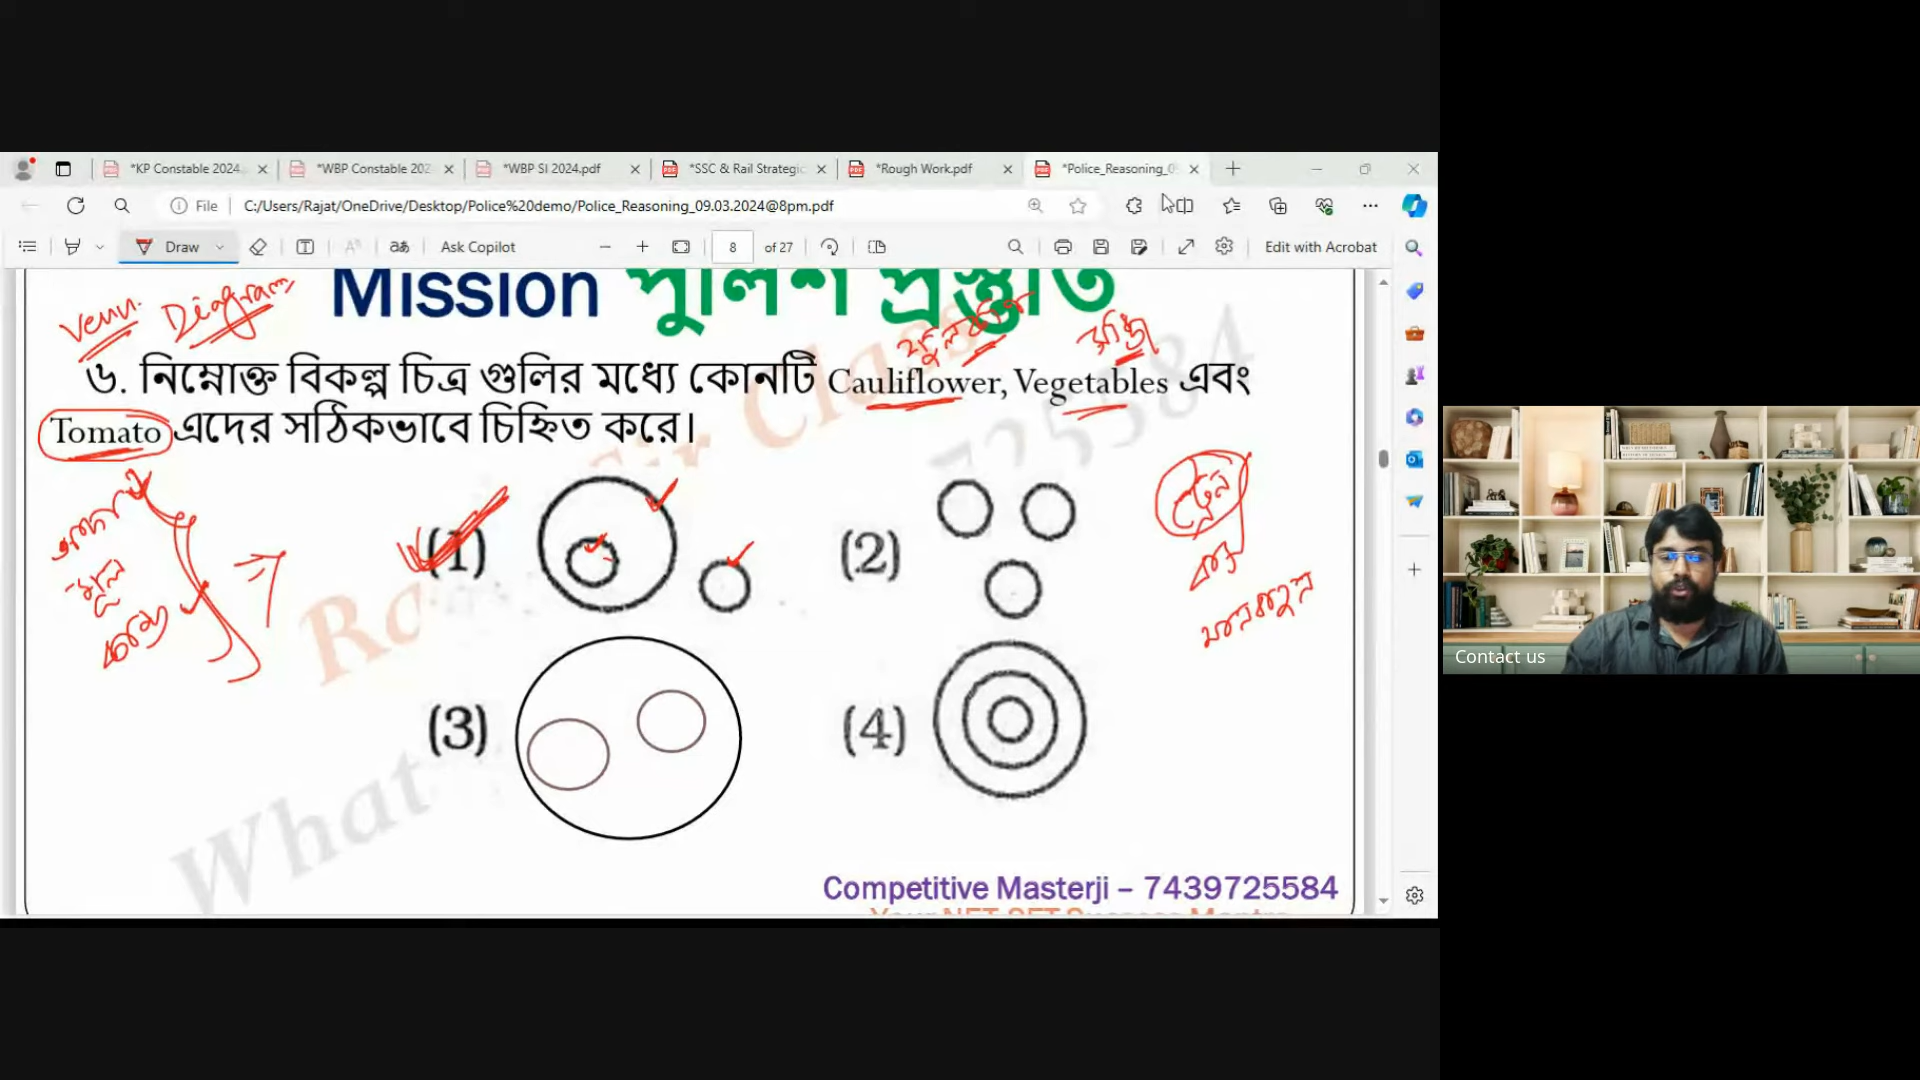 *KP Constable 2024.
*WBP Constable 202
*WBP SI 2024.pdf
*SSC & Rail Strategic
*Rough Work.pdf
*Police_Reasoning_0
File C:/Users/Rajat/OneDrive/Desktop/Police%20demo/Police_Reasoning_09.03.2024@8pm.pdf
Draw Ask Copilot 8 of 27 Edit with Acrobat
Venn Diagram
Mission পুলিশ প্রস্তুতি
৬. নিম্নোক্ত বিকল্প চিত্র গুলির মধ্যে কোনটি Cauliflower, Vegetables এবং
Tomato এদের সঠিকভাবে চিহ্নিত করে।
(1) (2)
(3) (4)
Competitive Masterji – 7439725584
Contact us